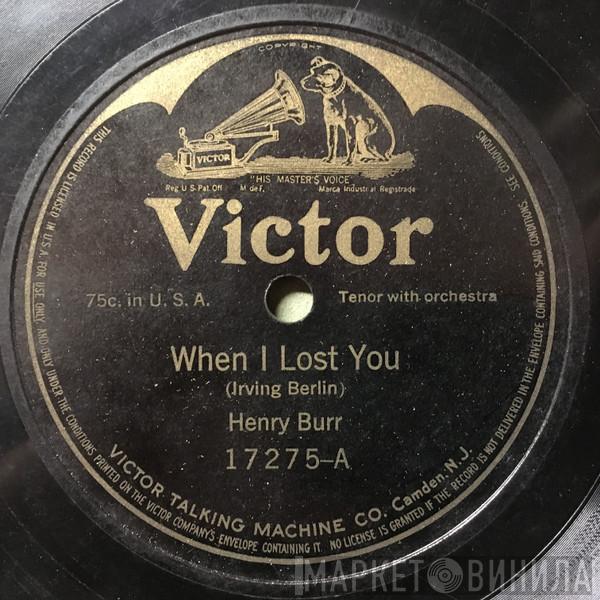 COPYRIGHT
VICTOR
"HIS MASTER'S VOICE"
Reg U S Pat Off M de F. Marca Industrial Registrada
Victor
75c. in U. S. A. Tenor with orchestra
When I Lost You
(Irving Berlin)
Henry Burr
17275-A
VICTOR TALKING MACHINE CO. Camden. N. J.
THIS RECORD IS LICENSED IN U.S.A. FOR USE ONLY AND ONLY UNDER THE CONDITIONS PRINTED ON THE VICTOR COMPANY'S ENVELOPE CONTAINING IT. NO LICENSE IS GRANTED IF THE RECORD IS NOT DELIVERED IN THE ENVELOPE CONTAINING SAID CONDITIONS. SEE CONDITIONS.
МАРКЕТ ВИНИЛА